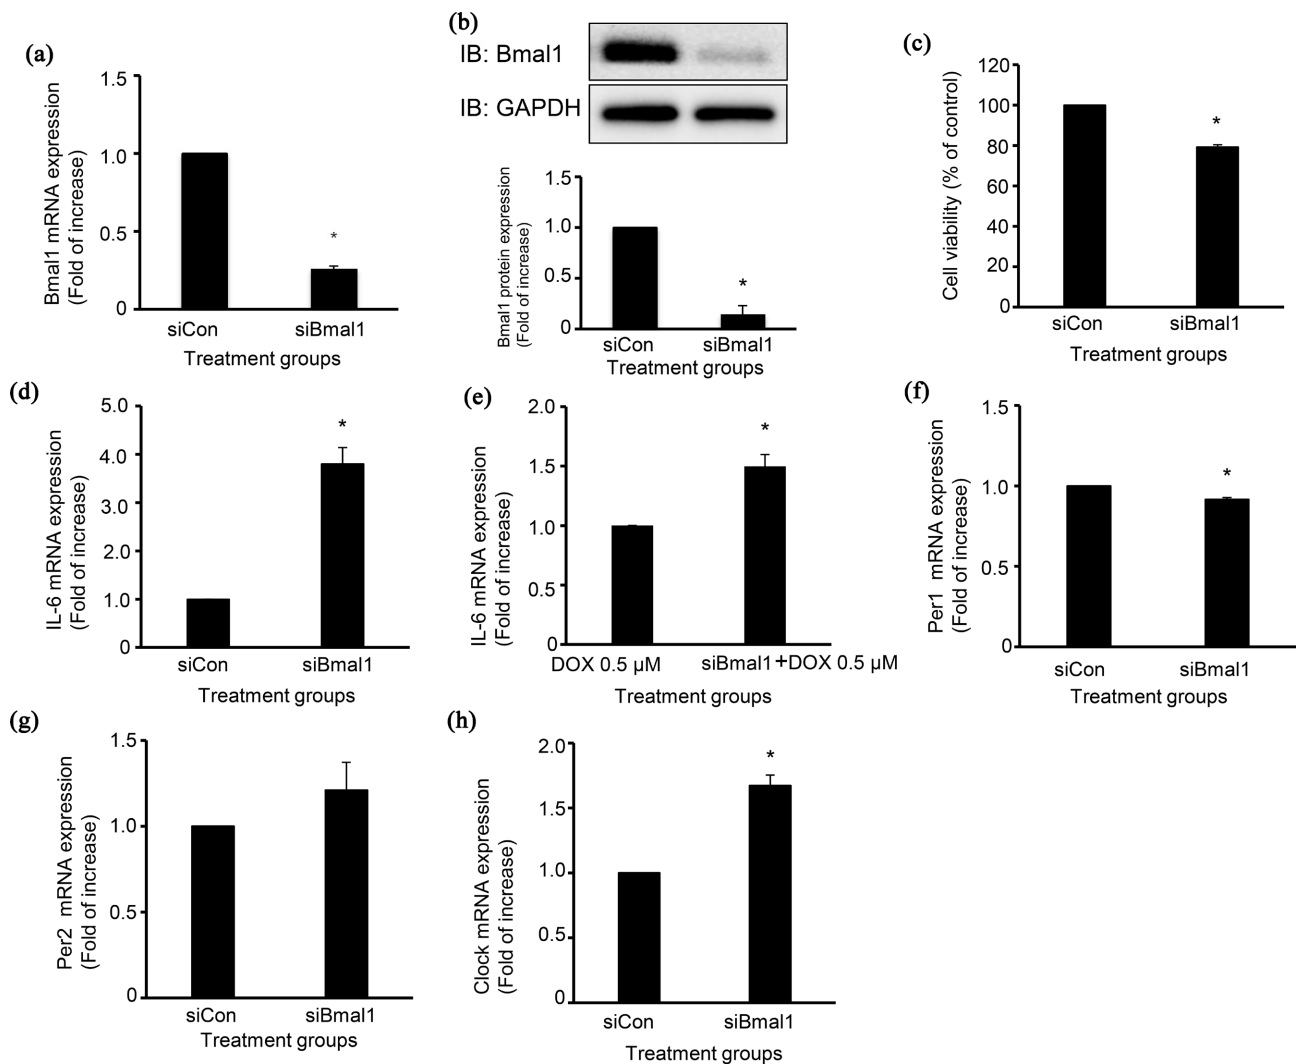 (a)
Bmal1 mRNA expression
(Fold of increase)
1.5
1.0
0.5
0
*
siCon
siBmal1
Treatment groups
(b)
IB: Bmal1
IB: GAPDH
Bmal1 protein expression
(Fold of increase)
1.5
1.0
0.5
0
*
siCon
siBmal1
Treatment groups
(c)
Cell viability (% of control)
120
100
80
60
40
20
0
*
siCon
siBmal1
Treatment groups
(d)
IL-6 mRNA expression
(Fold of increase)
5.0
4.0
3.0
2.0
1.0
0
*
siCon
siBmal1
Treatment groups
(e)
IL-6 mRNA expression
(Fold of increase)
2.0
1.5
1.0
0.5
0
*
DOX 0.5 µM
siBmal1+DOX 0.5 µM
Treatment groups
(f)
Per1 mRNA expression
(Fold of increase)
1.5
1.0
0.5
0
*
siCon
siBmal1
Treatment groups
(g)
Per2 mRNA expression
(Fold of increase)
1.5
1.0
0.5
0
siCon
siBmal1
Treatment groups
(h)
Clock mRNA expression
(Fold of increase)
2.0
1.5
1.0
0.5
0
*
siCon
siBmal1
Treatment groups